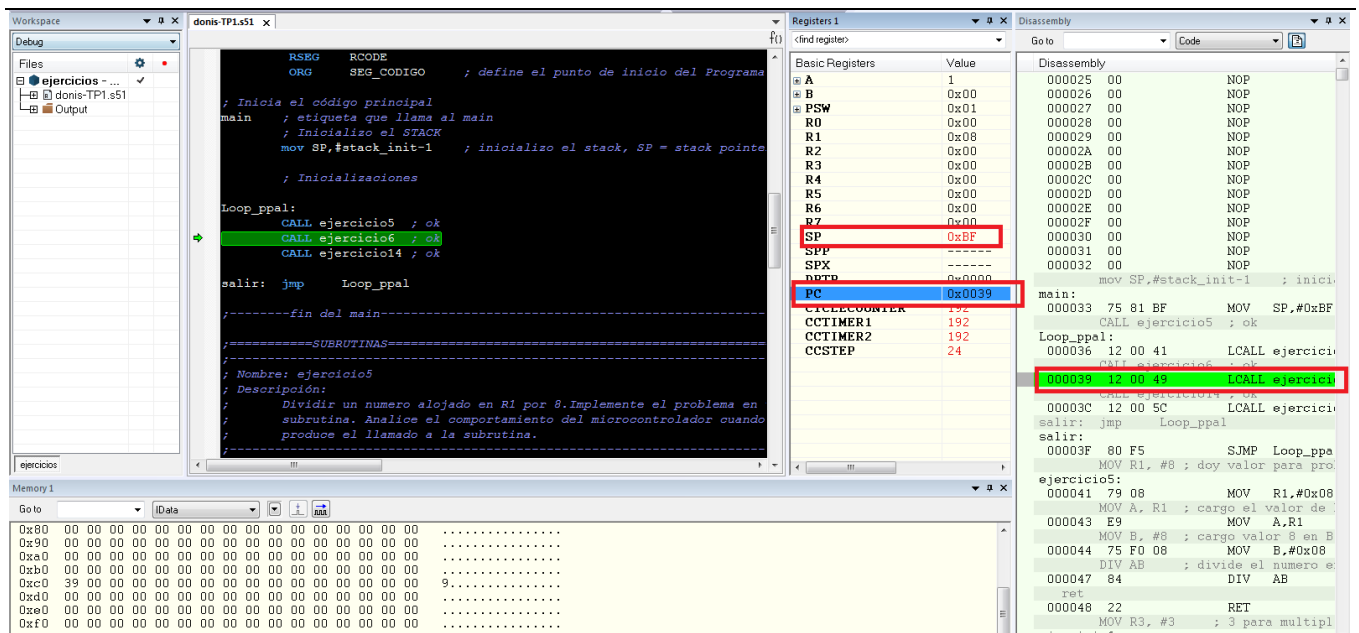 Workspace
Debug
Files
ejercicios - ...
donis-TP1.s51
Output
ejercicios
donis-TP1.s51 x
f()
RSEG RCODE
ORG SEG_CODIGO ; define el punto de inicio del Programa
; Inicia el código principal
main ; etiqueta que llama al main
; Inicializo el STACK
mov SP,#stack_init-1 ; inicializo el stack, SP = stack pointe
; Inicializaciones
Loop_ppal:
CALL ejercicio5 ; ok
CALL ejercicio6 ; ok
CALL ejercicio14 ; ok
salir: jmp Loop_ppal
;--------fin del main
;===========SUBRUTINAS
; Nombre: ejercicio5
; Descripción:
; Dividir un numero alojado en R1 por 8.Implemente el problema en
; subrutina. Analice el comportamiento del microcontrolador cuando
; produce el llamado a la subrutina.
Registers 1
<find register>
Basic Registers Value
A 1
B 0x00
PSW 0x01
R0 0x00
R1 0x08
R2 0x00
R3 0x00
R4 0x00
R5 0x00
R6 0x00
R7 0x00
SP 0xBF
SPP ------
SPX ------
DPTR 0x0000
PC 0x0039
CYCLECOUNTER 192
CCTIMER1 192
CCTIMER2 192
CCSTEP 24
Disassembly
Go to Code
Disassembly
000025 00 NOP
000026 00 NOP
000027 00 NOP
000028 00 NOP
000029 00 NOP
00002A 00 NOP
00002B 00 NOP
00002C 00 NOP
00002D 00 NOP
00002E 00 NOP
00002F 00 NOP
000030 00 NOP
000031 00 NOP
000032 00 NOP
mov SP,#stack_init-1 ; inici
main:
000033 75 81 BF MOV SP,#0xBF
CALL ejercicio5 ; ok
Loop_ppal:
000036 12 00 41 LCALL ejercici
CALL ejercicio6 ; ok
000039 12 00 49 LCALL ejercici
CALL ejercicio14 ; ok
00003C 12 00 5C LCALL ejercici
salir: jmp Loop_ppal
salir:
00003F 80 F5 SJMP Loop_ppa
MOV R1, #8 ; doy valor para pro
ejercicio5:
000041 79 08 MOV R1,#0x08
MOV A, R1 ; cargo el valor de
000043 E9 MOV A,R1
MOV B, #8 ; cargo valor 8 en B
000044 75 F0 08 MOV B,#0x08
DIV AB ; divide el numero e
000047 84 DIV AB
ret
000048 22 RET
MOV R3, #3 ; 3 para multipl
Memory 1
Go to IData
0x80 00 00 00 00 00 00 00 00 00 00 00 00 00 00 00 00 ................
0x90 00 00 00 00 00 00 00 00 00 00 00 00 00 00 00 00 ................
0xa0 00 00 00 00 00 00 00 00 00 00 00 00 00 00 00 00 ................
0xb0 00 00 00 00 00 00 00 00 00 00 00 00 00 00 00 00 ................
0xc0 39 00 00 00 00 00 00 00 00 00 00 00 00 00 00 00 9...............
0xd0 00 00 00 00 00 00 00 00 00 00 00 00 00 00 00 00 ................
0xe0 00 00 00 00 00 00 00 00 00 00 00 00 00 00 00 00 ................
0xf0 00 00 00 00 00 00 00 00 00 00 00 00 00 00 00 00 ................